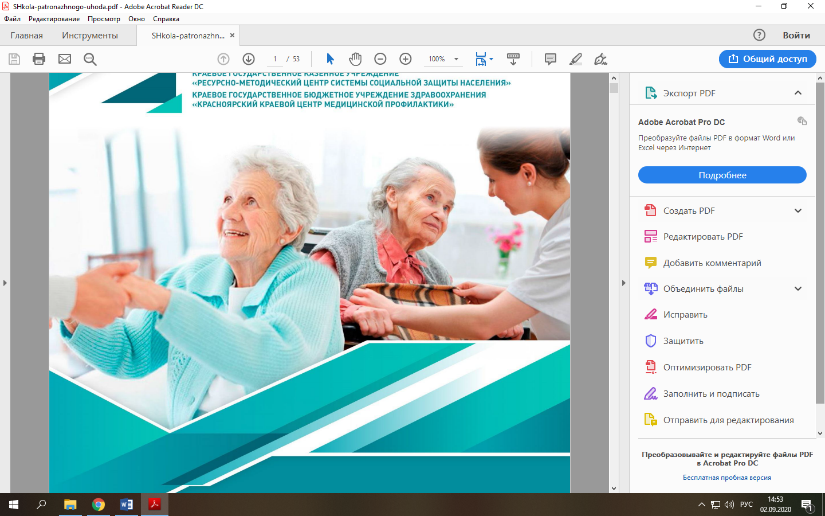 SHkola-patronazhnogo-uhoda.pdf - Adobe Acrobat Reader DC
Файл Редактирование Просмотр Окно Справка
Главная Инструменты SHkola-patronazhn... ×
Войти
1 / 53 100% Общий доступ
КРАЕВОЕ ГОСУДАРСТВЕННОЕ КАЗЕННОЕ УЧРЕЖДЕНИЕ
«РЕСУРСНО-МЕТОДИЧЕСКИЙ ЦЕНТР СИСТЕМЫ СОЦИАЛЬНОЙ ЗАЩИТЫ НАСЕЛЕНИЯ»
КРАЕВОЕ ГОСУДАРСТВЕННОЕ БЮДЖЕТНОЕ УЧРЕЖДЕНИЕ ЗДРАВООХРАНЕНИЯ
«КРАСНОЯРСКИЙ КРАЕВОЙ ЦЕНТР МЕДИЦИНСКОЙ ПРОФИЛАКТИКИ»
Экспорт PDF
Adobe Acrobat Pro DC
Преобразуйте файлы PDF в формат Word или
Excel через Интернет
Подробнее
Создать PDF
Редактировать PDF
Добавить комментарий
Объединить файлы
Исправить
Защитить
Оптимизировать PDF
Заполнить и подписать
Отправить для редактирования
Преобразовывайте и редактируйте файлы PDF
в Acrobat Pro DC
Бесплатная пробная версия
РУС
14:53
02.09.2020